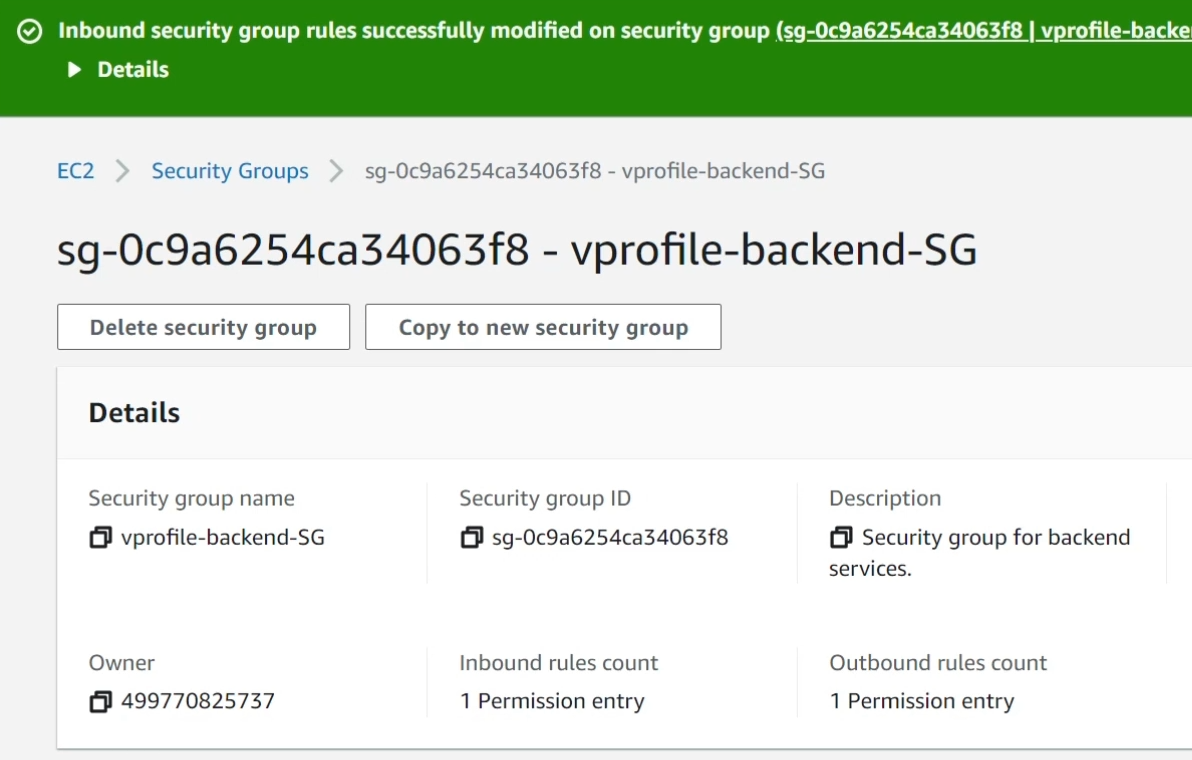 Inbound security group rules successfully modified on security group (sg-0c9a6254ca34063f8 | vprofile-backe
Details
EC2 > Security Groups > sg-0c9a6254ca34063f8 - vprofile-backend-SG
sg-0c9a6254ca34063f8 - vprofile-backend-SG
Delete security group Copy to new security group
Details
Security group name Security group ID Description
vprofile-backend-SG sg-0c9a6254ca34063f8 Security group for backend
services.
Owner Inbound rules count Outbound rules count
499770825737 1 Permission entry 1 Permission entry